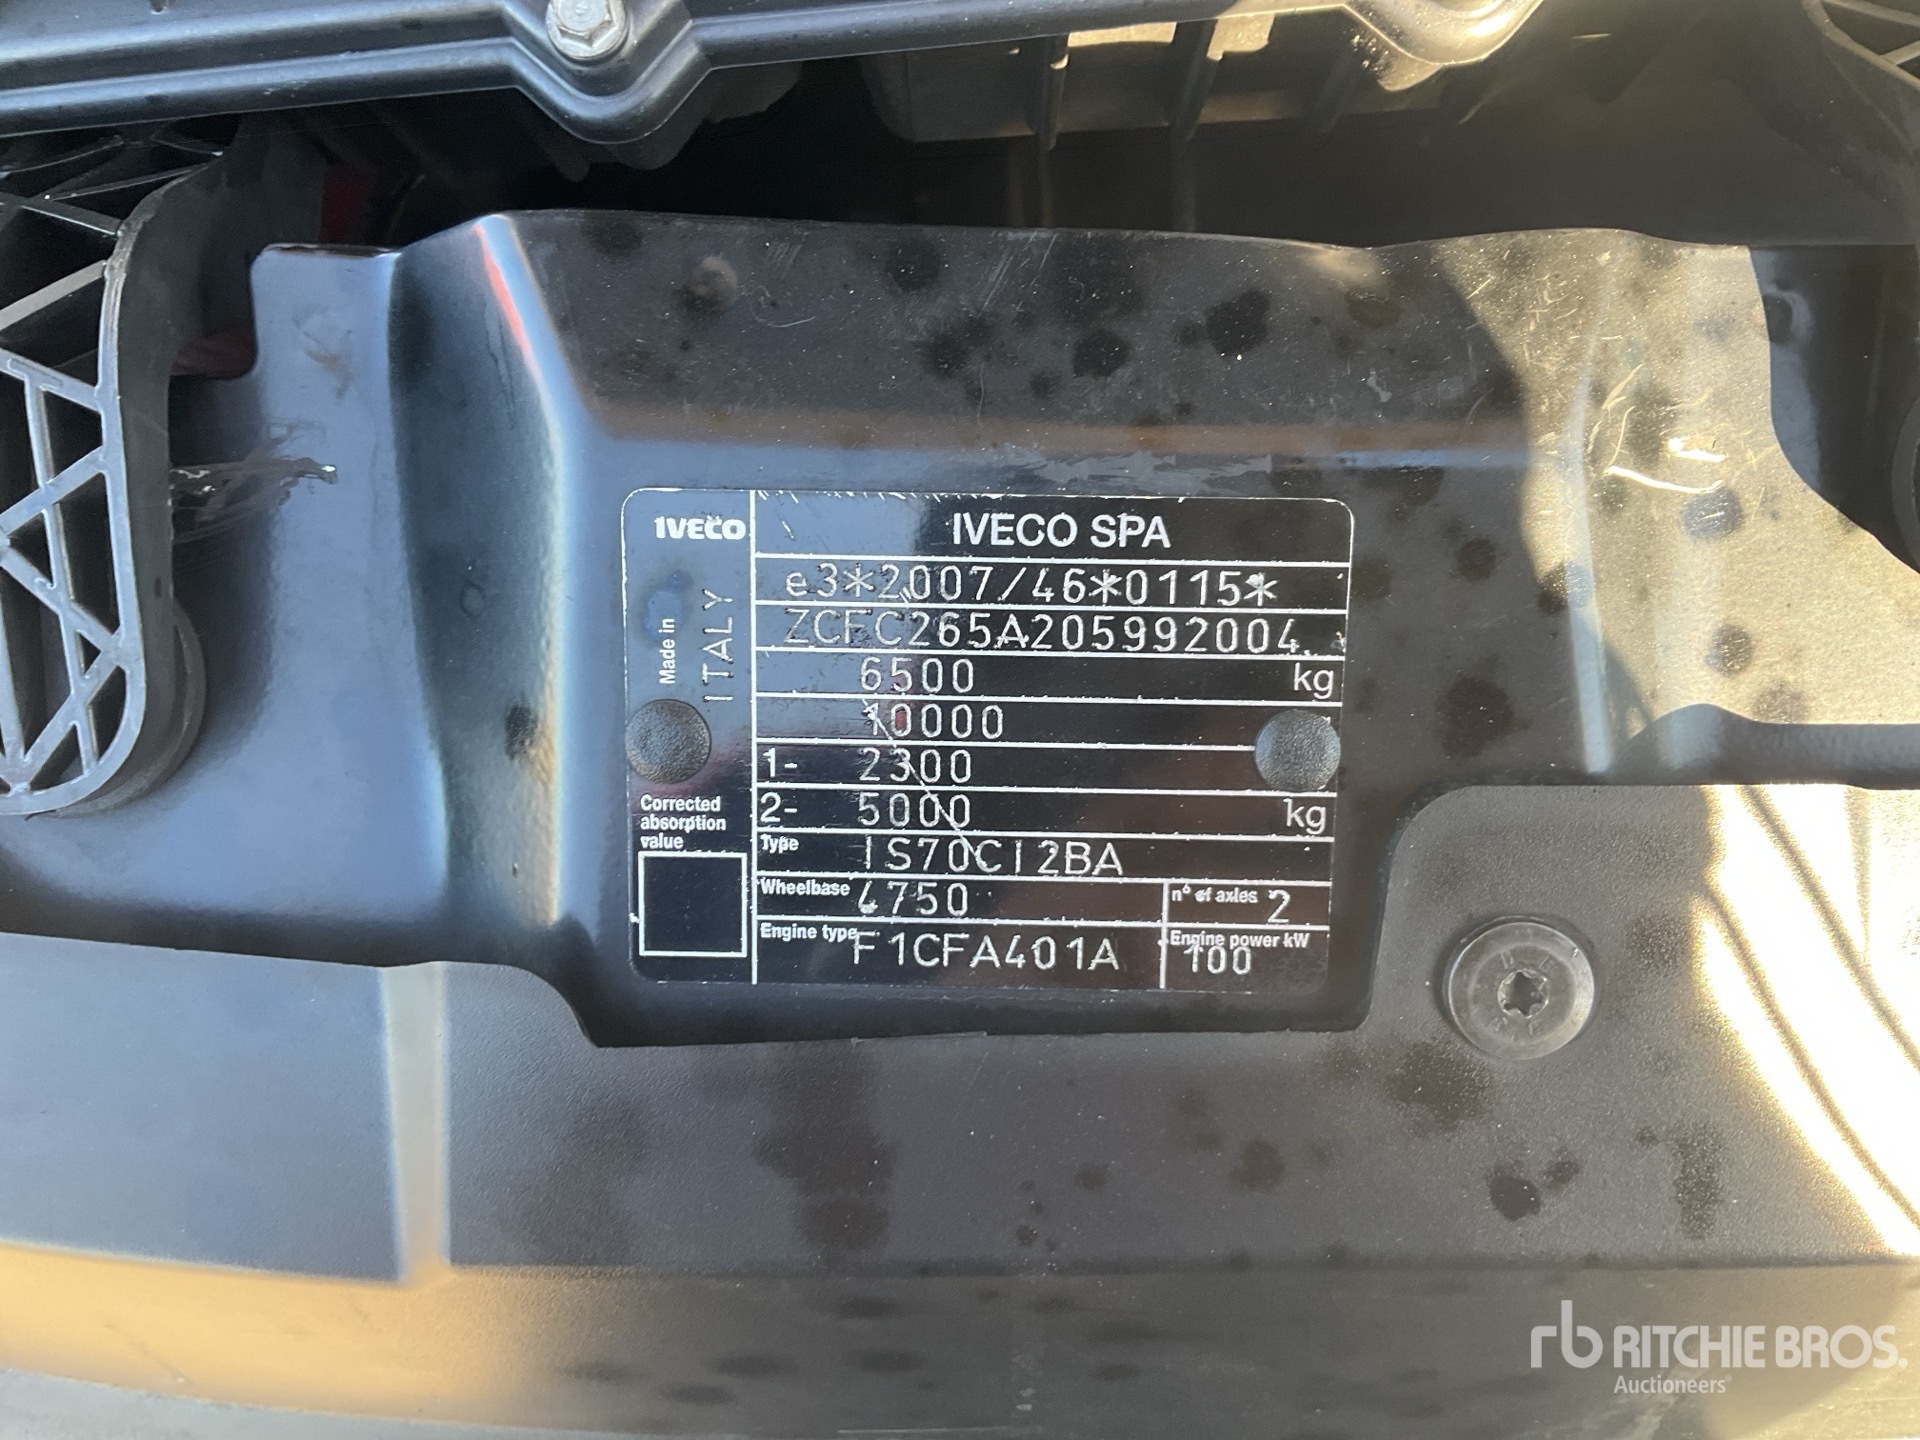 IVECO
IVECO SPA
Made in
ITALY
e3*2007/46*0115*
ZCFC265A205992004
6500 kg
10000
1- 2300
2- 5000 kg
Corrected
absorption
value
Type IS70CI2BA
Wheelbase 4750 n° of axles 2
Engine type F1CFA401A Engine power kW 100
rb RITCHIE BROS.
Auctioneers